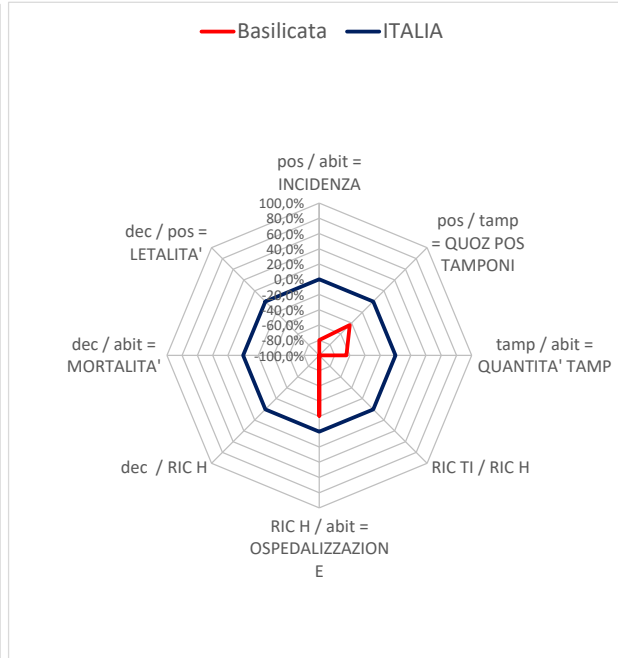 Basilicata ITALIA
pos / abit =
INCIDENZA
pos / tamp
= QUOZ POS
TAMPONI
tamp / abit =
QUANTITA' TAMP
RIC TI / RIC H
RIC H / abit =
OSPEDALIZZAZION
E
dec / RIC H
dec / abit =
MORTALITA'
dec / pos =
LETALITA'
100,0%
80,0%
60,0%
40,0%
20,0%
0,0%
-20,0%
-40,0%
-60,0%
-80,0%
-100,0%